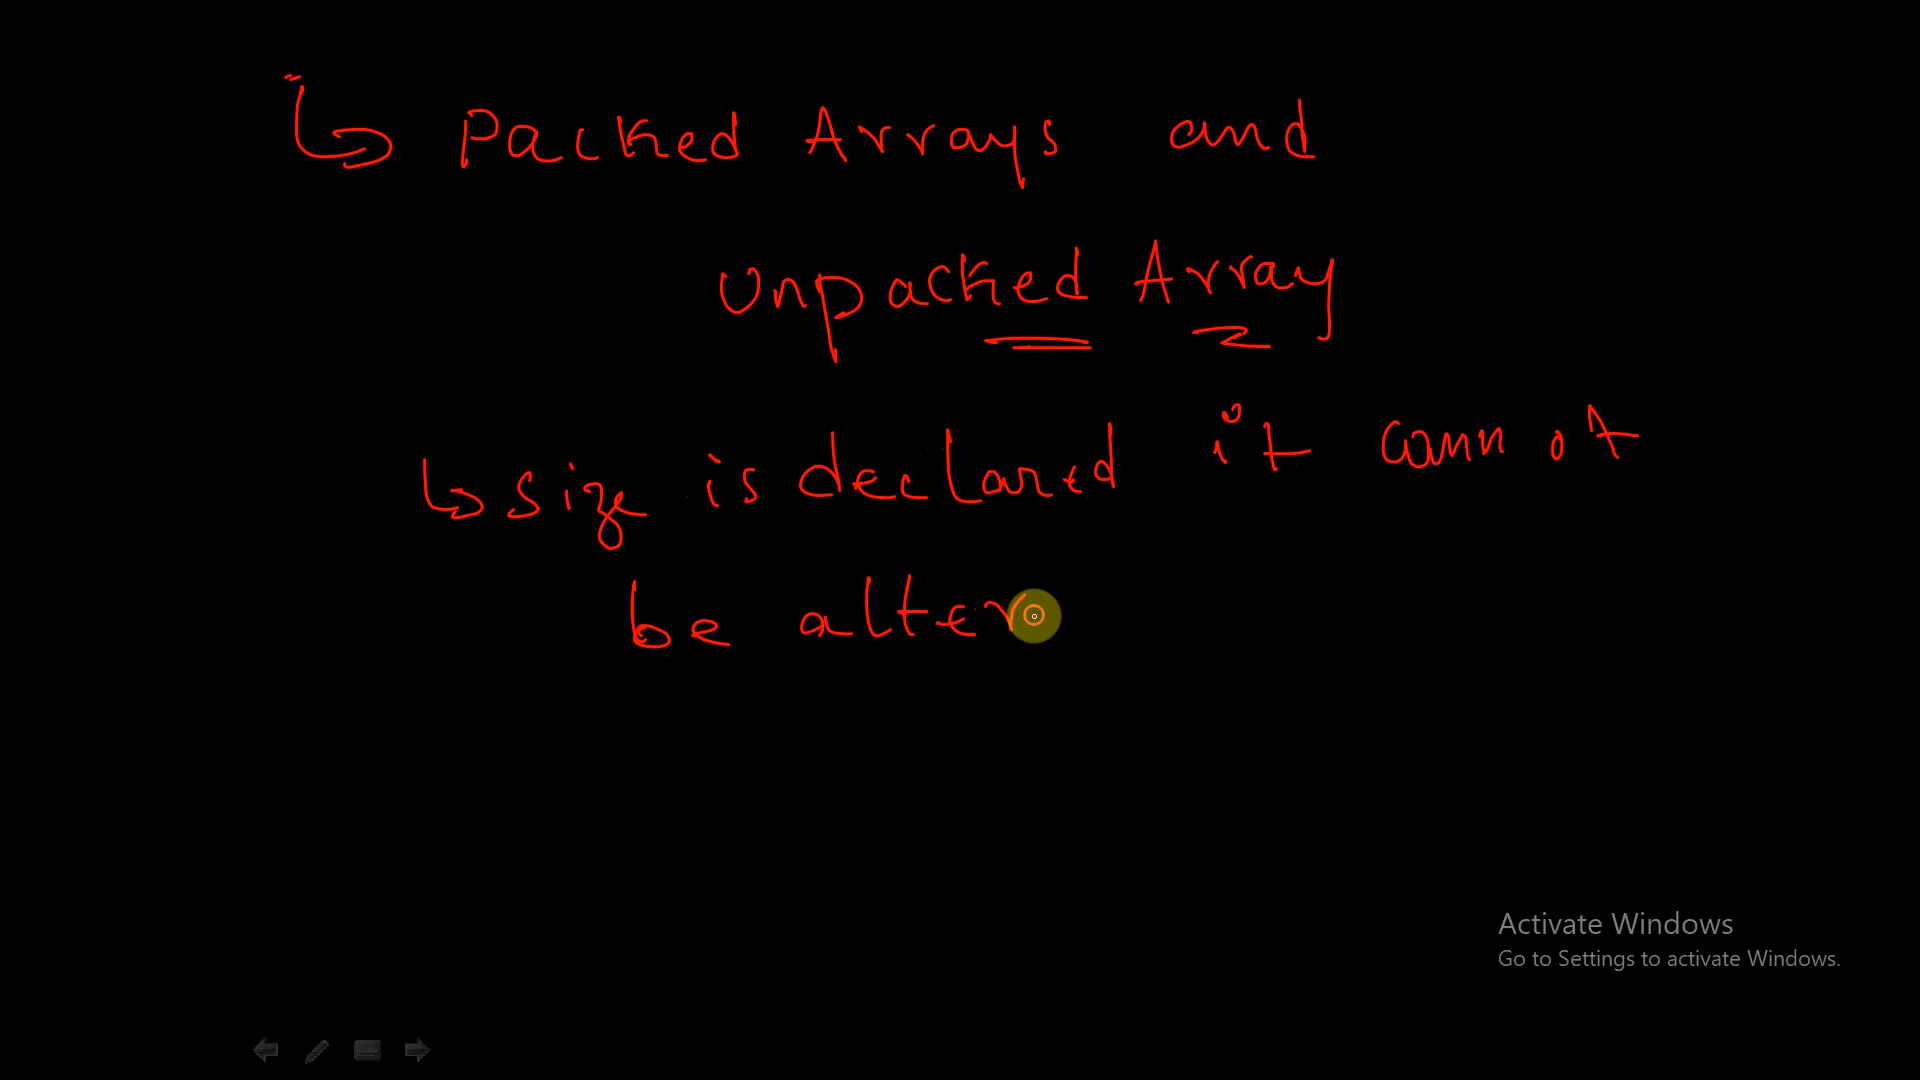 Packed Arrays and
Unpacked Array
size is declared it cannot
be alter
Activate Windows
Go to Settings to activate Windows.